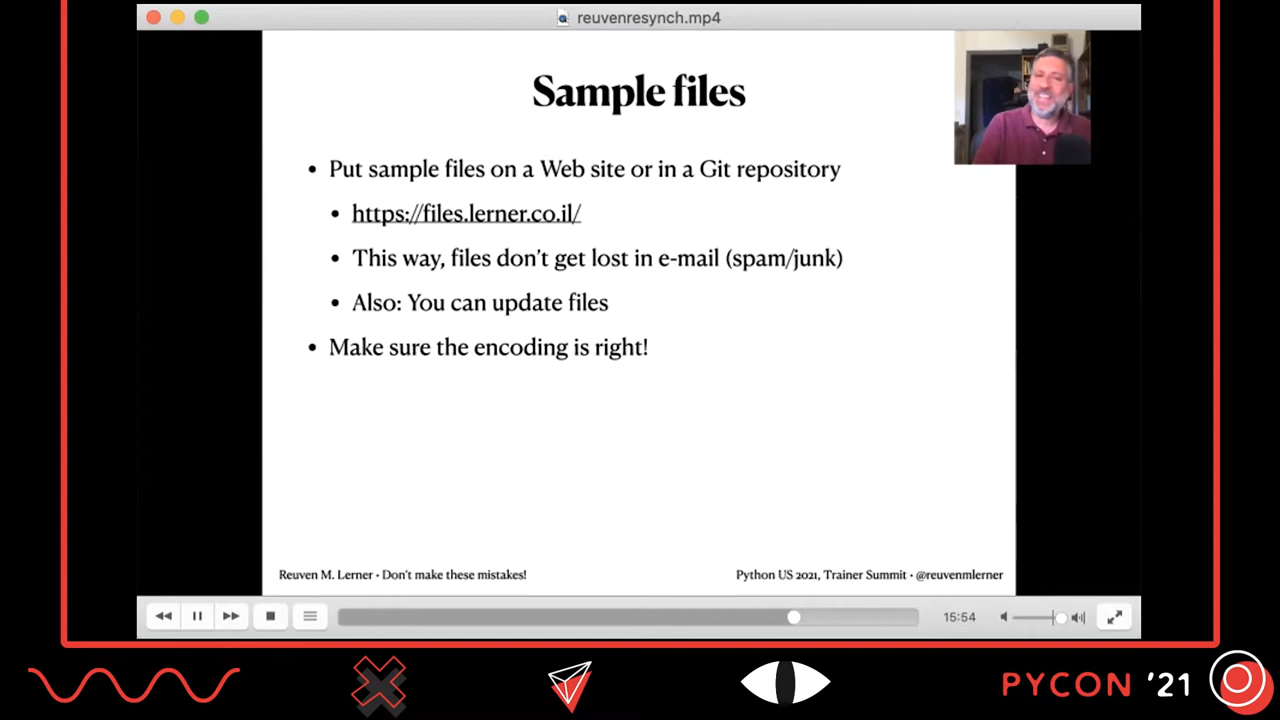 reuvenresynch.mp4
Sample files
• Put sample files on a Web site or in a Git repository
• https://files.lerner.co.il/
• This way, files don't get lost in e-mail (spam/junk)
• Also: You can update files
• Make sure the encoding is right!
Reuven M. Lerner • Don't make these mistakes!
Python US 2021, Trainer Summit • @reuvenmlerner
15:54
PYCON '21